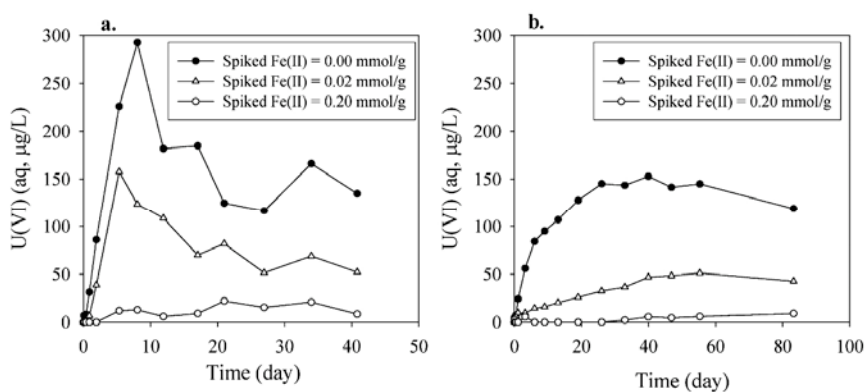 a.
Spiked Fe(II) = 0.00 mmol/g
Spiked Fe(II) = 0.02 mmol/g
Spiked Fe(II) = 0.20 mmol/g
U(VI) (aq, µg/L)
350
300
250
200
150
100
50
0
0 10 20 30 40 50
Time (day)
b.
Spiked Fe(II) = 0.00 mmol/g
Spiked Fe(II) = 0.02 mmol/g
Spiked Fe(II) = 0.20 mmol/g
U(VI) (aq, µg/L)
350
300
250
200
150
100
50
0
0 20 40 60 80 100
Time (day)